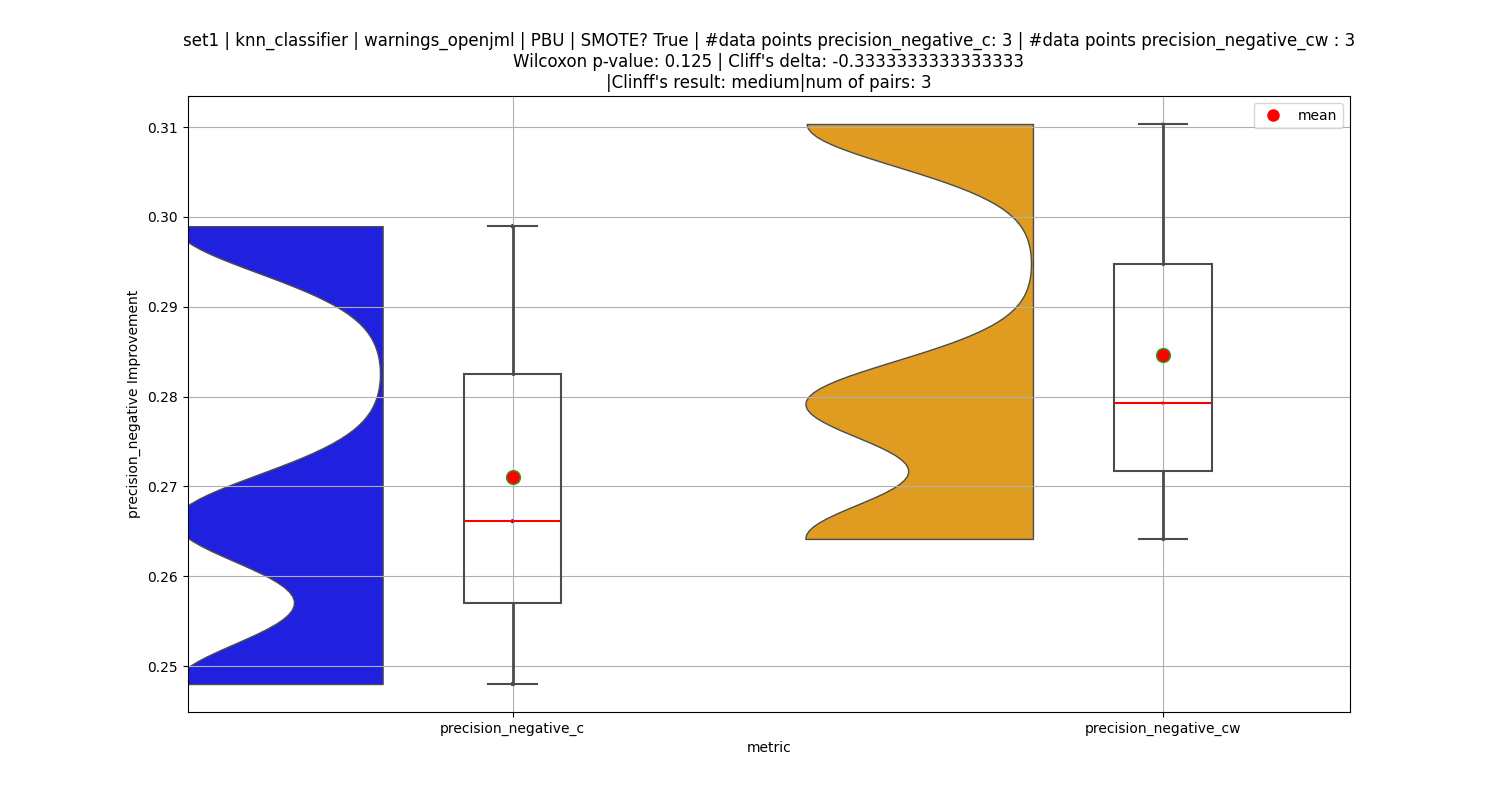 set1 | knn_classifier | warnings_openjml | PBU | SMOTE? True | #data points precision_negative_c: 3 | #data points precision_negative_cw : 3
Wilcoxon p-value: 0.125 | Cliff's delta: -0.3333333333333333
|Clinff's result: medium|num of pairs: 3
mean
precision_negative Improvement
0.31
0.30
0.29
0.28
0.27
0.26
0.25
precision_negative_c
precision_negative_cw
metric